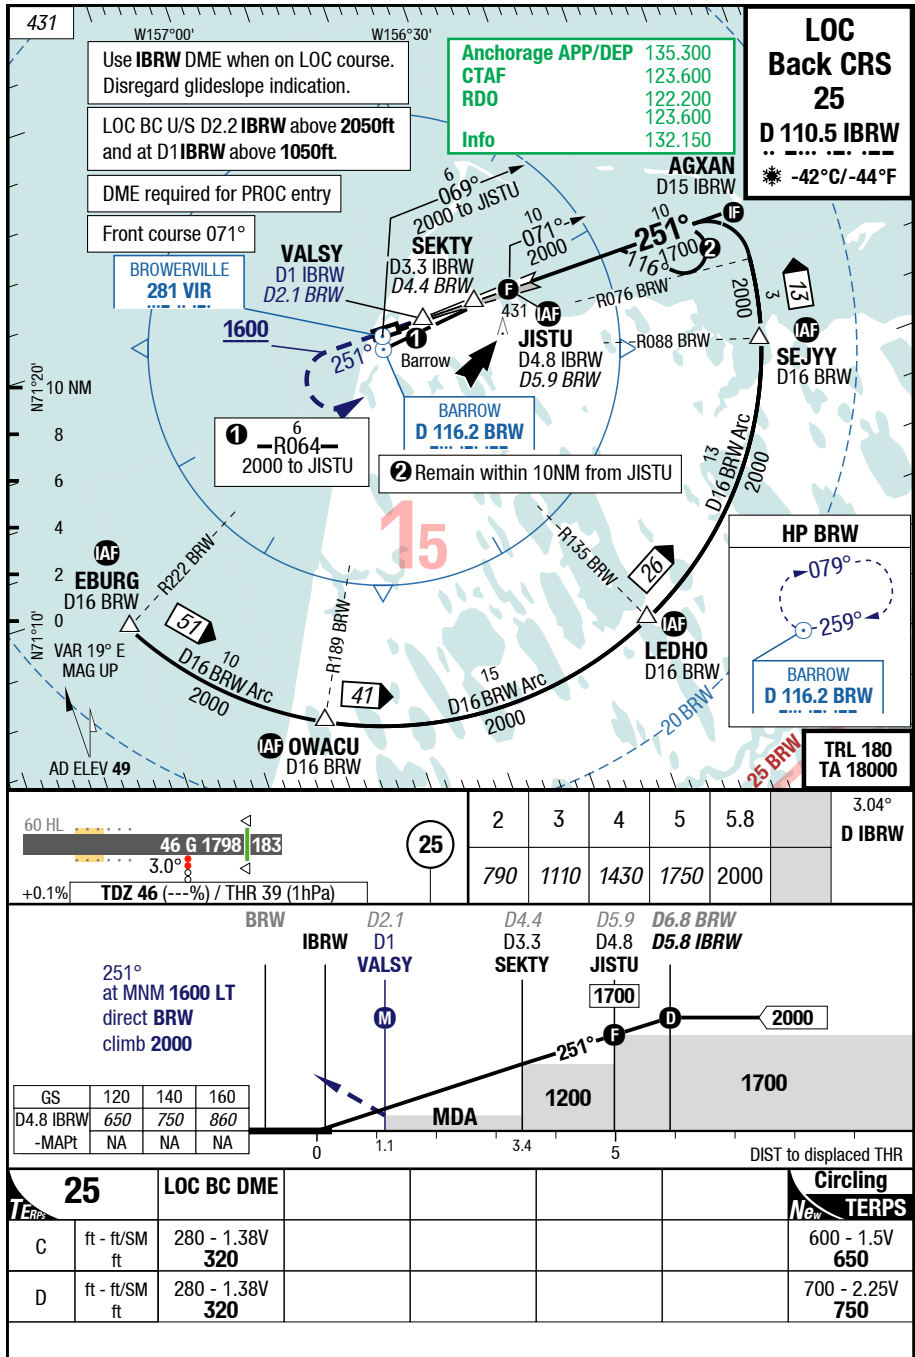 431
W157°00'
W156°30'
LOC
Back CRS
25
D 110.5 IBRW
-42°C/-44°F
Use IBRW DME when on LOC course.
Disregard glideslope indication.
LOC BC U/S D2.2 IBRW above 2050ft
and at D1 IBRW above 1050ft.
DME required for PROC entry
Front course 071°
Anchorage APP/DEP 135.300
CTAF 123.600
RDO 122.200
123.600
Info 132.150
AGXAN
D15 IBRW
IF
6
069°
2000 to JISTU
10
071°
2000
10
251°
1700
116°
2
VALSY
D1 IBRW
D2.1 BRW
SEKTY
D3.3 IBRW
D4.4 BRW
BROWERVILLE
281 VIR
F
431
IAF
JISTU
D4.8 IBRW
D5.9 BRW
R076 BRW
R088 BRW
2000
3
13
IAF
SEJYY
D16 BRW
1600
251°
1
Barrow
BARROW
D 116.2 BRW
N71°20'
10 NM
8
6
4
2
0
N71°10'
1
6
R064
2000 to JISTU
2 Remain within 10NM from JISTU
15
13
D16 BRW Arc
2000
HP BRW
079°
259°
BARROW
D 116.2 BRW
IAF
EBURG
D16 BRW
R222 BRW
51
10
D16 BRW Arc
2000
R189 BRW
41
IAF OWACU
D16 BRW
15
D16 BRW Arc
2000
R135 BRW
26
IAF
LEDHO
D16 BRW
20 BRW
25 BRW
VAR 19° E
MAG UP
AD ELEV 49
TRL 180
TA 18000
60 HL
46 G 1798 183
3.0°
+0.1%
TDZ 46 (---%) / THR 39 (1hPa)
25
2 3 4 5 5.8 3.04°
D IBRW
790 1110 1430 1750 2000
BRW D2.1 D4.4 D5.9 D6.8 BRW
IBRW D1 D3.3 D4.8 D5.8 IBRW
VALSY SEKTY JISTU
251°
at MNM 1600 LT
direct BRW
climb 2000
M
1700
F
D
2000
251°
MDA
1200
1700
GS 120 140 160
D4.8 IBRW 650 750 860
-MAPt NA NA NA
0 1.1 3.4 5 DIST to displaced THR
TERPS 25 LOC BC DME Circling
New TERPS
C ft - ft/SM 280 - 1.38V 600 - 1.5V
ft 320 650
D ft - ft/SM 280 - 1.38V 700 - 2.25V
ft 320 750